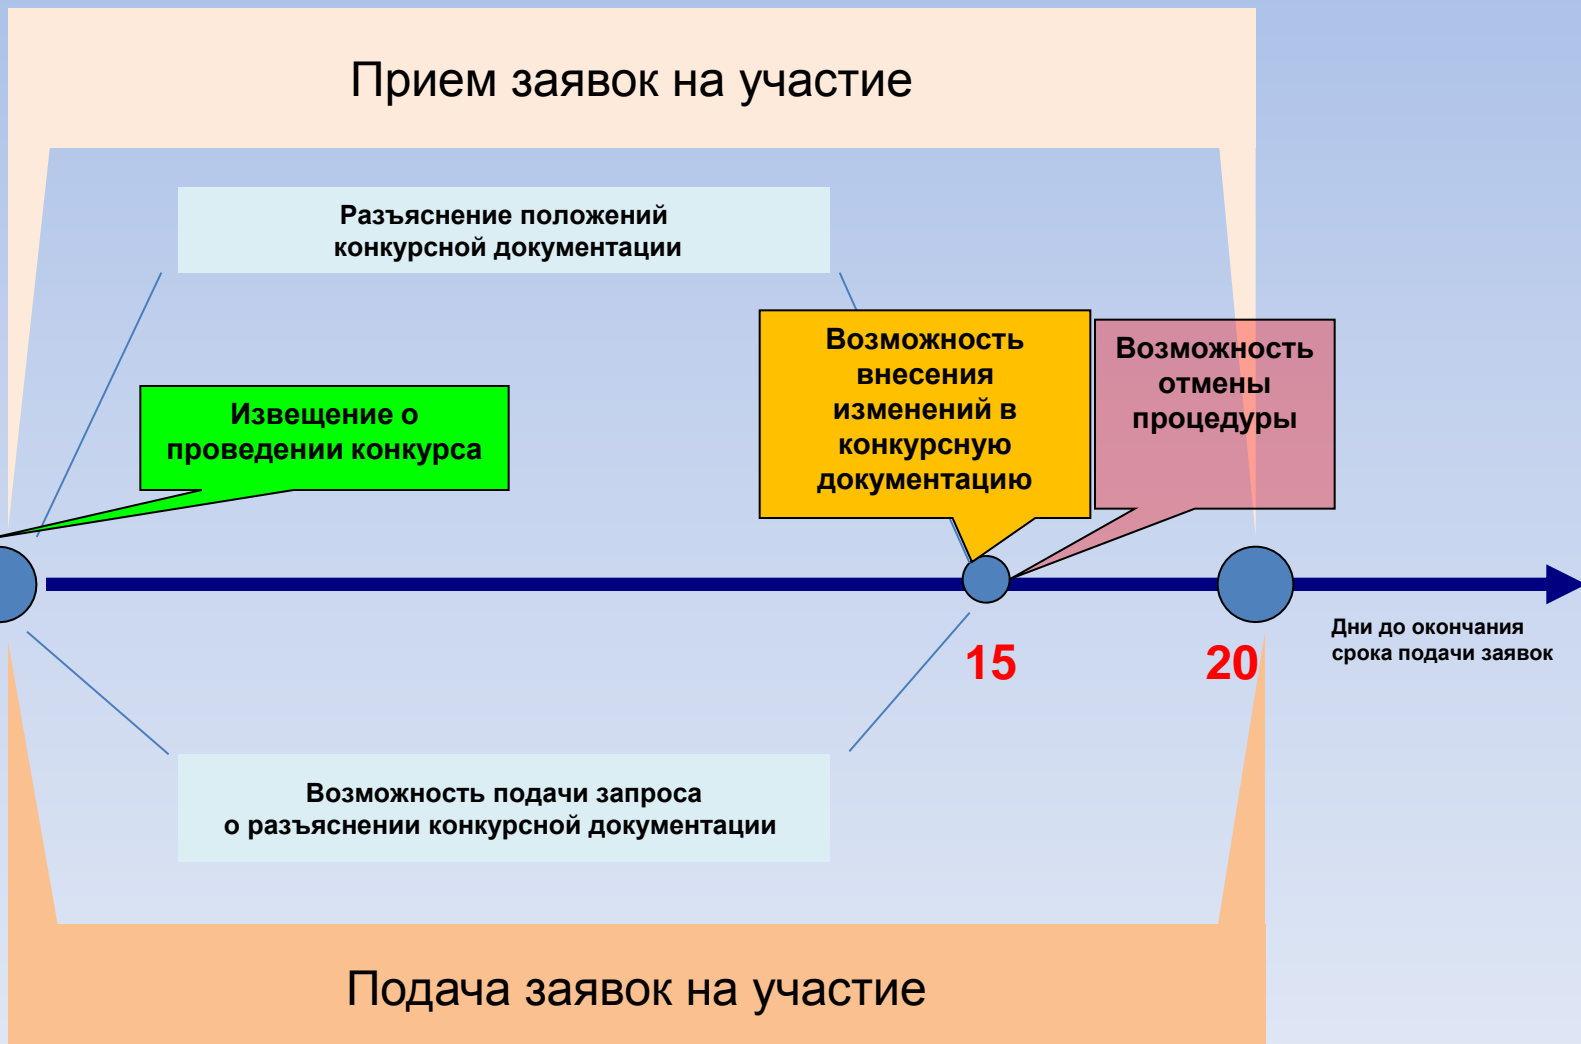 Прием заявок на участие
Разъяснение положений
конкурсной документации
Возможность
внесения
изменений в
конкурсную
документацию
Возможность
отмены
процедуры
Извещение о
проведении конкурса
15
20
Дни до окончания
срока подачи заявок
Возможность подачи запроса
о разъяснении конкурсной документации
Подача заявок на участие